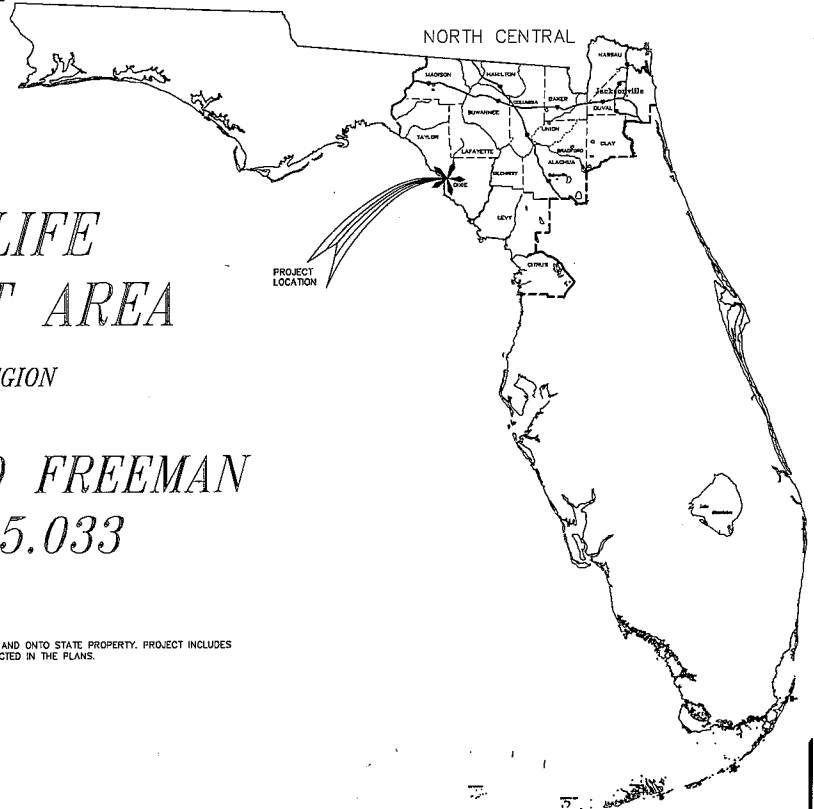 NORTH CENTRAL
NASSAU
MADISON
HAMILTON
Jacksonville
COLUMBIA
BAKER
DUVAL
SUWANNEE
UNION
TAYLOR
LAFAYETTE
BRADFORD
CLAY
ALACHUA
GILCHRIST
DIXIE
LEVY
LIFE
T AREA
PROJECT
LOCATION
CITRUS
GION
FREEMAN
5.033
AND ONTO STATE PROPERTY. PROJECT INCLUDES
CTED IN THE PLANS.
Lake